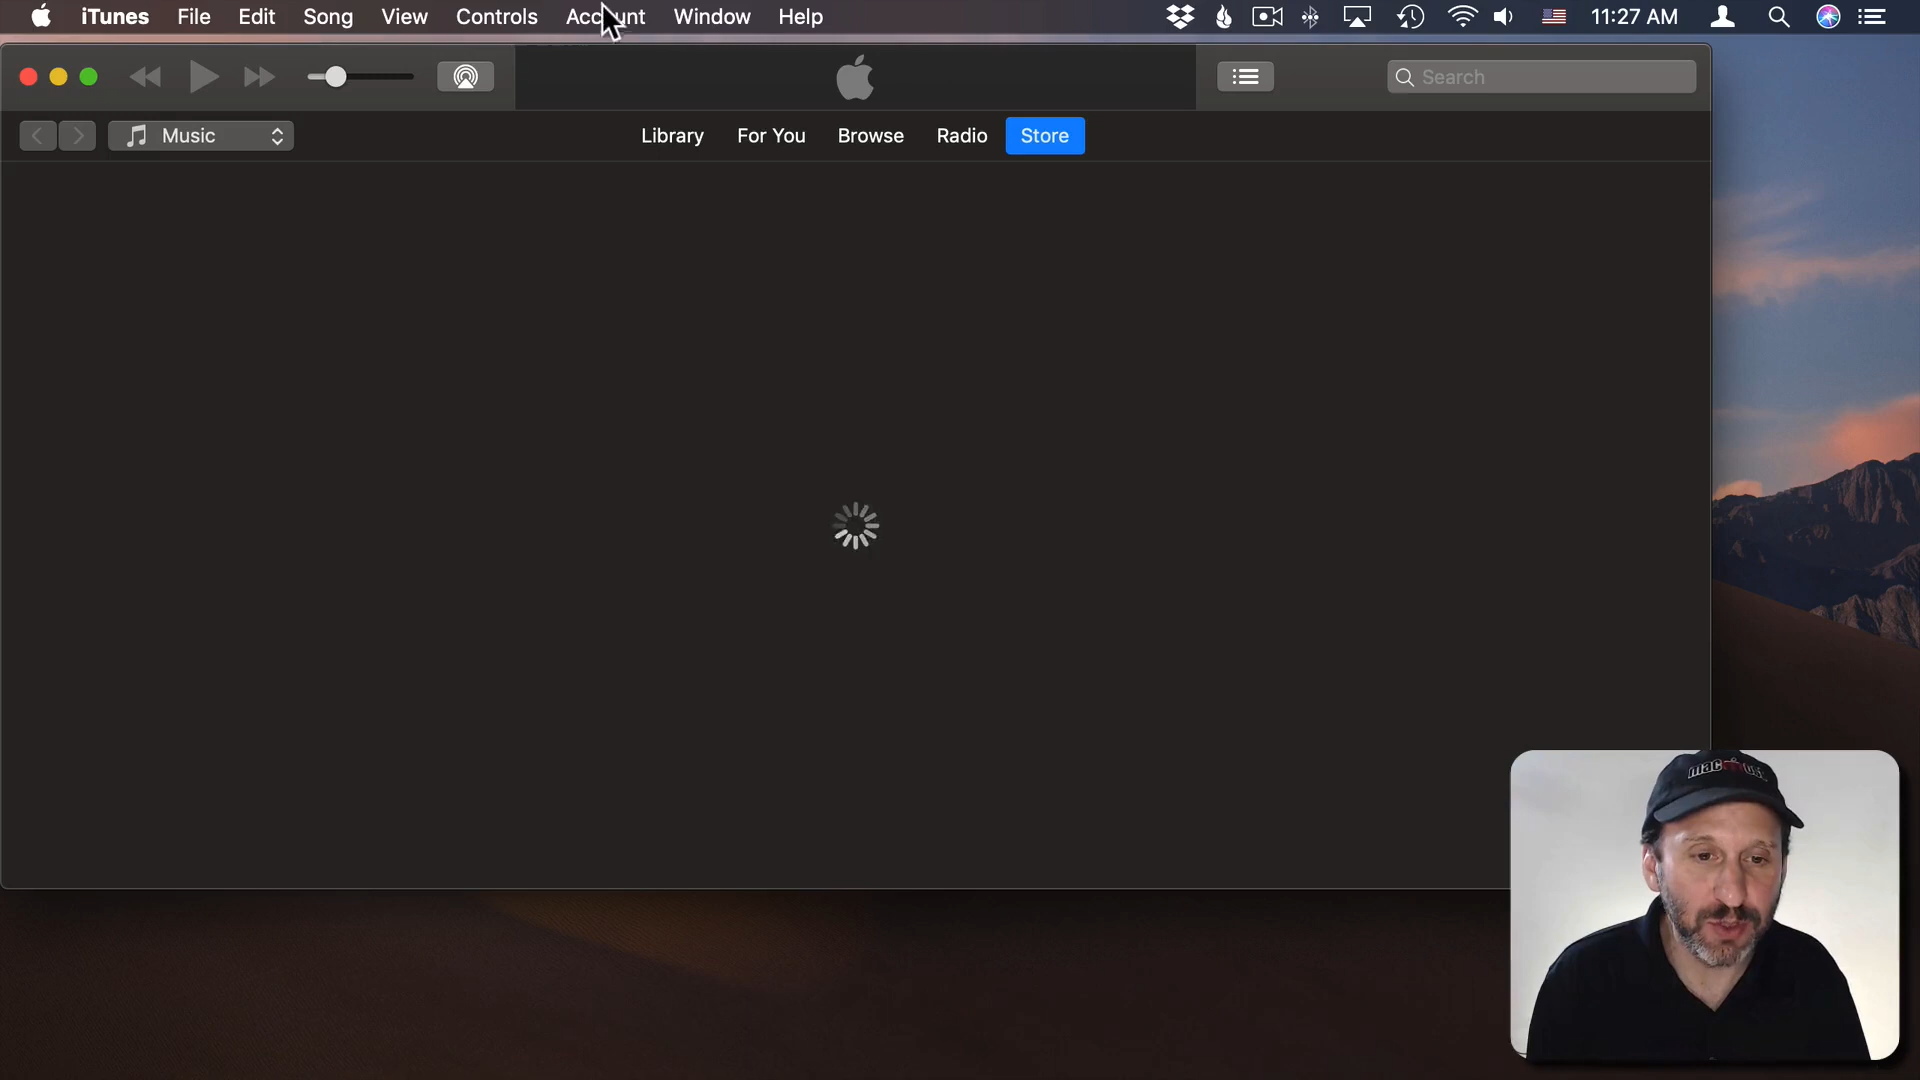 iTunes File Edit Song View Controls Account Window Help 11:27 AM
Search
Music Library For You Browse Radio Store